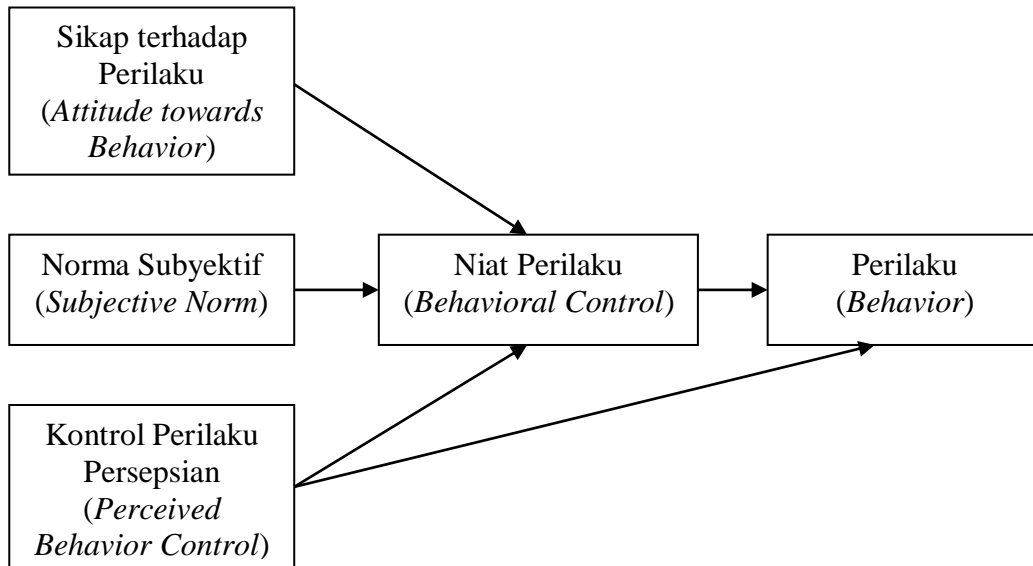 Sikap terhadap
Perilaku
(Attitude towards
Behavior)
Norma Subyektif
(Subjective Norm)
Niat Perilaku
(Behavioral Control)
Perilaku
(Behavior)
Kontrol Perilaku
Persepsian
(Perceived
Behavior Control)